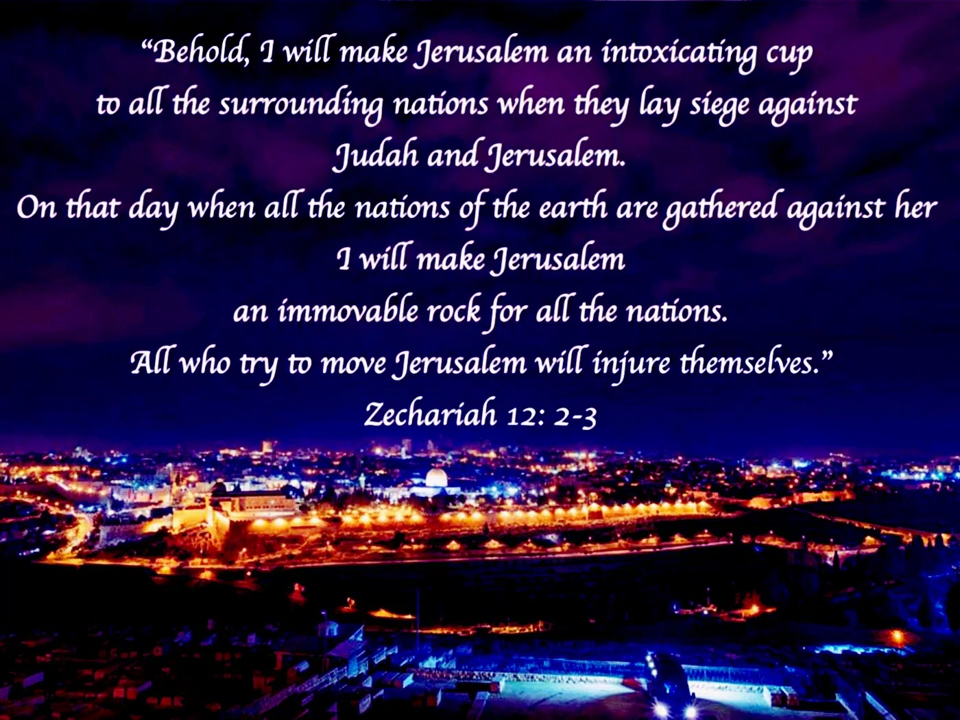 “Behold, I will make Jerusalem an intoxicating cup
to all the surrounding nations when they lay siege against
Judah and Jerusalem.
On that day when all the nations of the earth are gathered against her
I will make Jerusalem
an immovable rock for all the nations.
All who try to move Jerusalem will injure themselves.”
Zechariah 12: 2-3